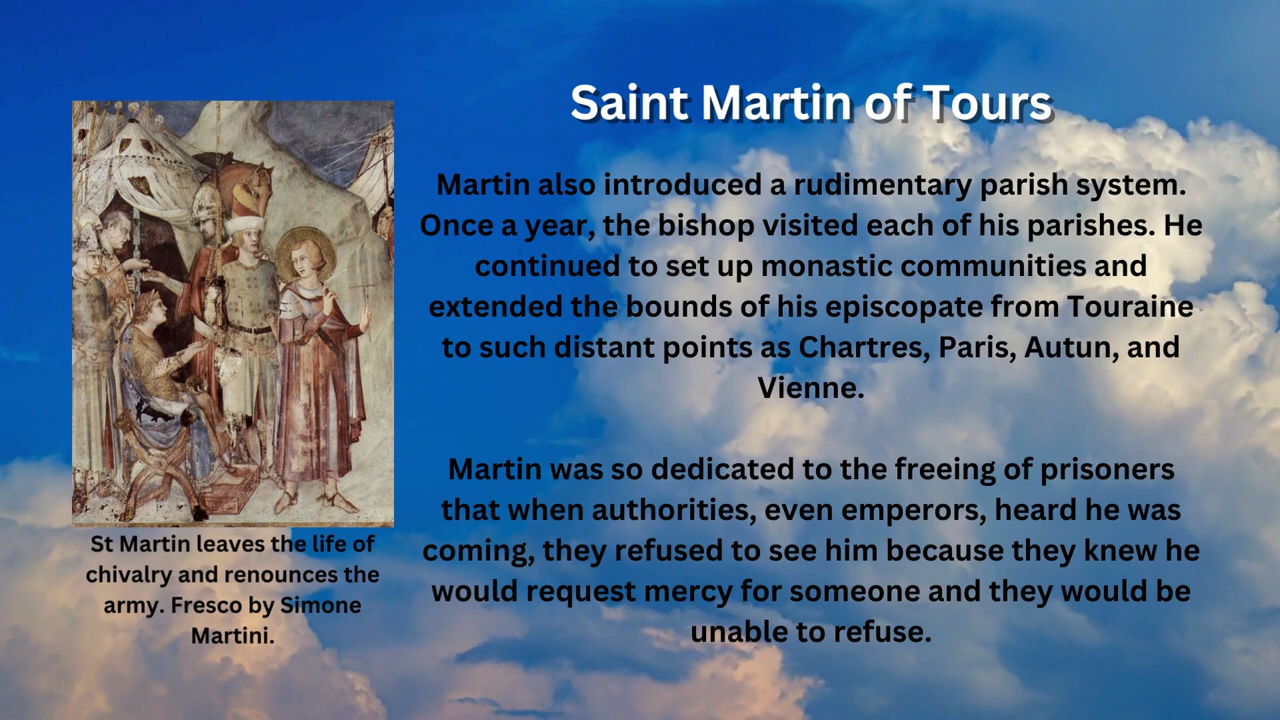 Saint Martin of Tours
Martin also introduced a rudimentary parish system.
Once a year, the bishop visited each of his parishes. He
continued to set up monastic communities and
extended the bounds of his episcopate from Touraine
to such distant points as Chartres, Paris, Autun, and
Vienne.
Martin was so dedicated to the freeing of prisoners
that when authorities, even emperors, heard he was
coming, they refused to see him because they knew he
would request mercy for someone and they would be
unable to refuse.
St Martin leaves the life of
chivalry and renounces the
army. Fresco by Simone
Martini.